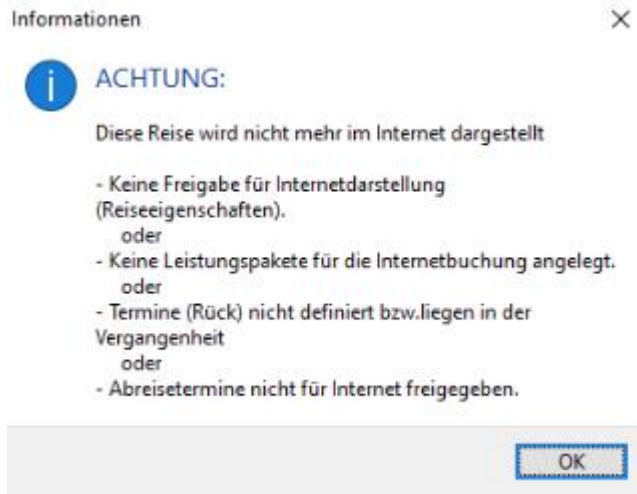 Informationen
ACHTUNG:
Diese Reise wird nicht mehr im Internet dargestellt
- Keine Freigabe für Internetdarstellung
(Reiseeigenschaften).
oder
- Keine Leistungspakete für die Internetbuchung angelegt.
oder
- Termine (Rück) nicht definiert bzw.liegen in der
Vergangenheit
oder
- Abreisetermine nicht für Internet freigegeben.
OK